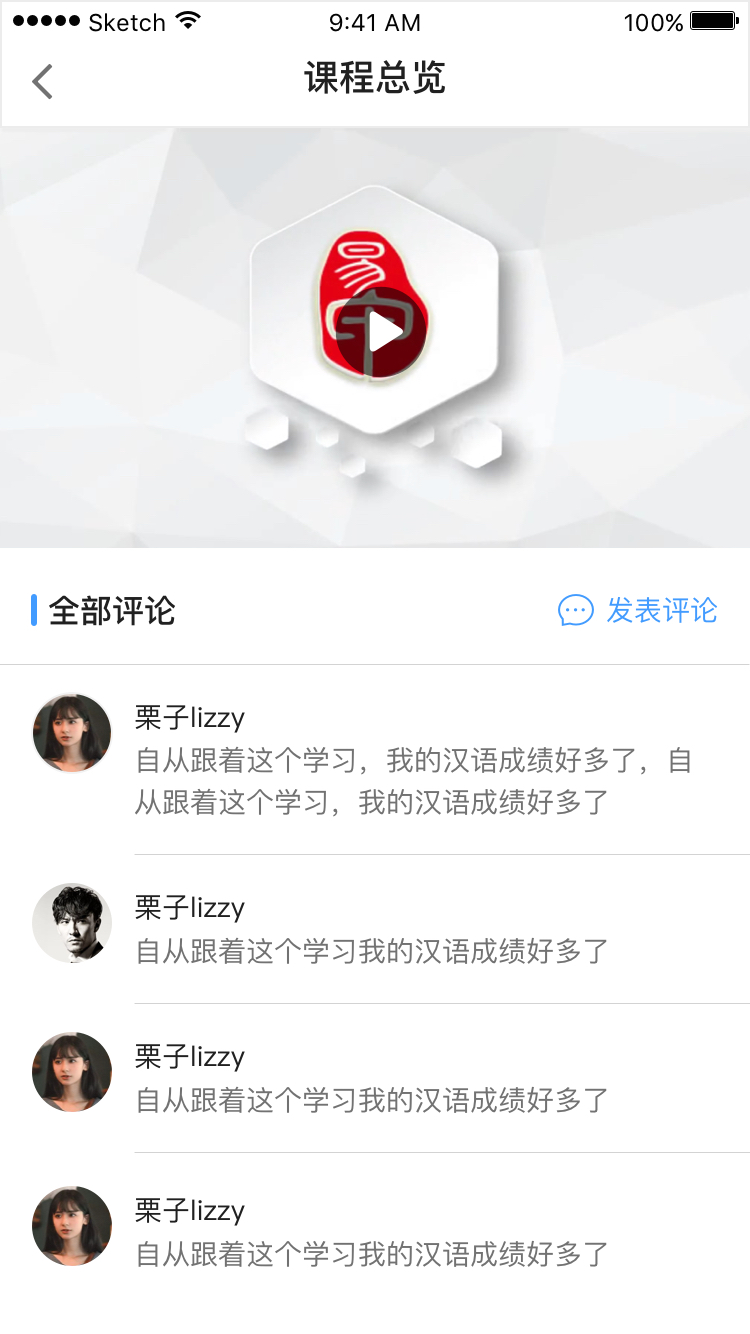 Sketch 9:41 AM 100%
课程总览
易中
全部评论
发表评论
栗子lizzy
自从跟着这个学习，我的汉语成绩好多了，自
从跟着这个学习，我的汉语成绩好多了
栗子lizzy
自从跟着这个学习我的汉语成绩好多了
栗子lizzy
自从跟着这个学习我的汉语成绩好多了
栗子lizzy
自从跟着这个学习我的汉语成绩好多了